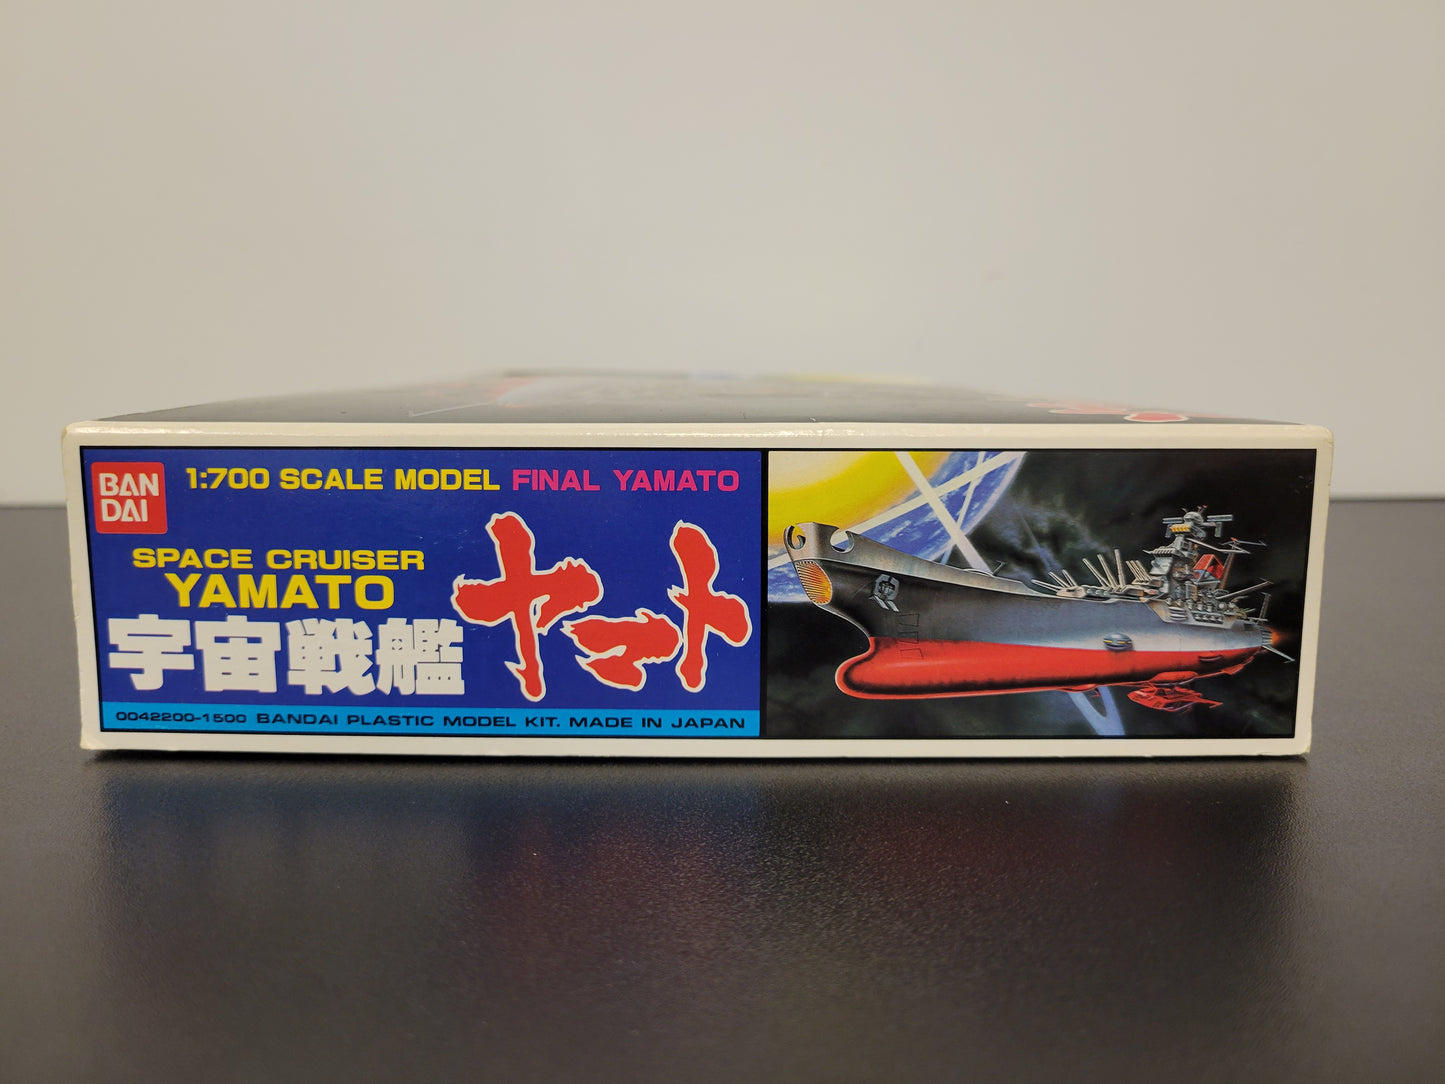 BAN
DAI
1:700 SCALE MODEL FINAL YAMATO
SPACE CRUISER
YAMATO
宇宙戦艦
ヤマト
0042200-1500 BANDAI PLASTIC MODEL KIT. MADE IN JAPAN